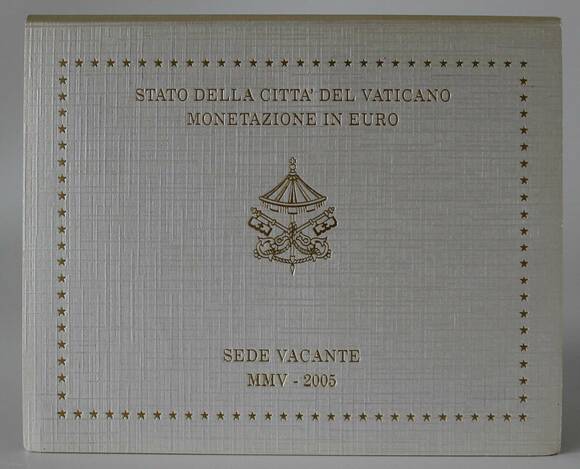 STATO DELLA CITTA' DEL VATICANO
MONETAZIONE IN EURO
SEDE VACANTE
MMV - 2005